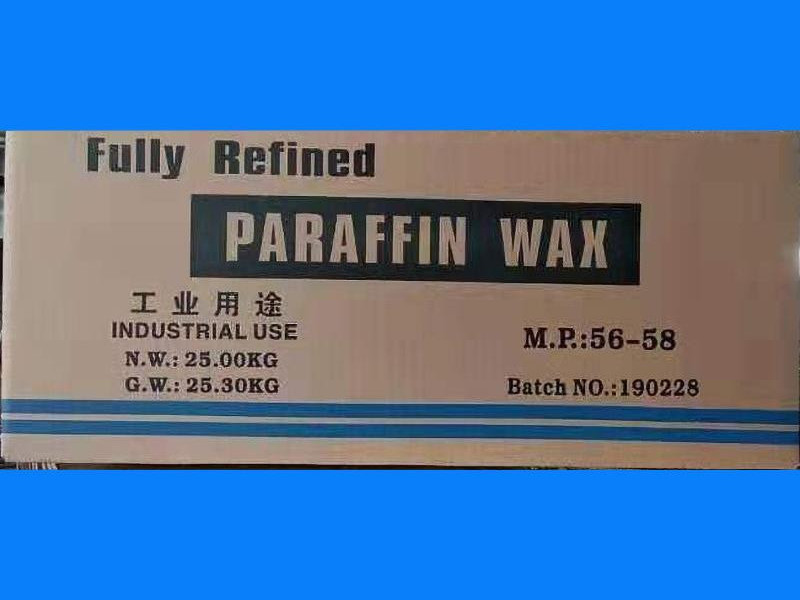 Fully Refined
PARAFFIN WAX
工业用途
INDUSTRIAL USE
N.W.: 25.00KG
G.W.: 25.30KG
M.P.:56-58
Batch NO.:190228